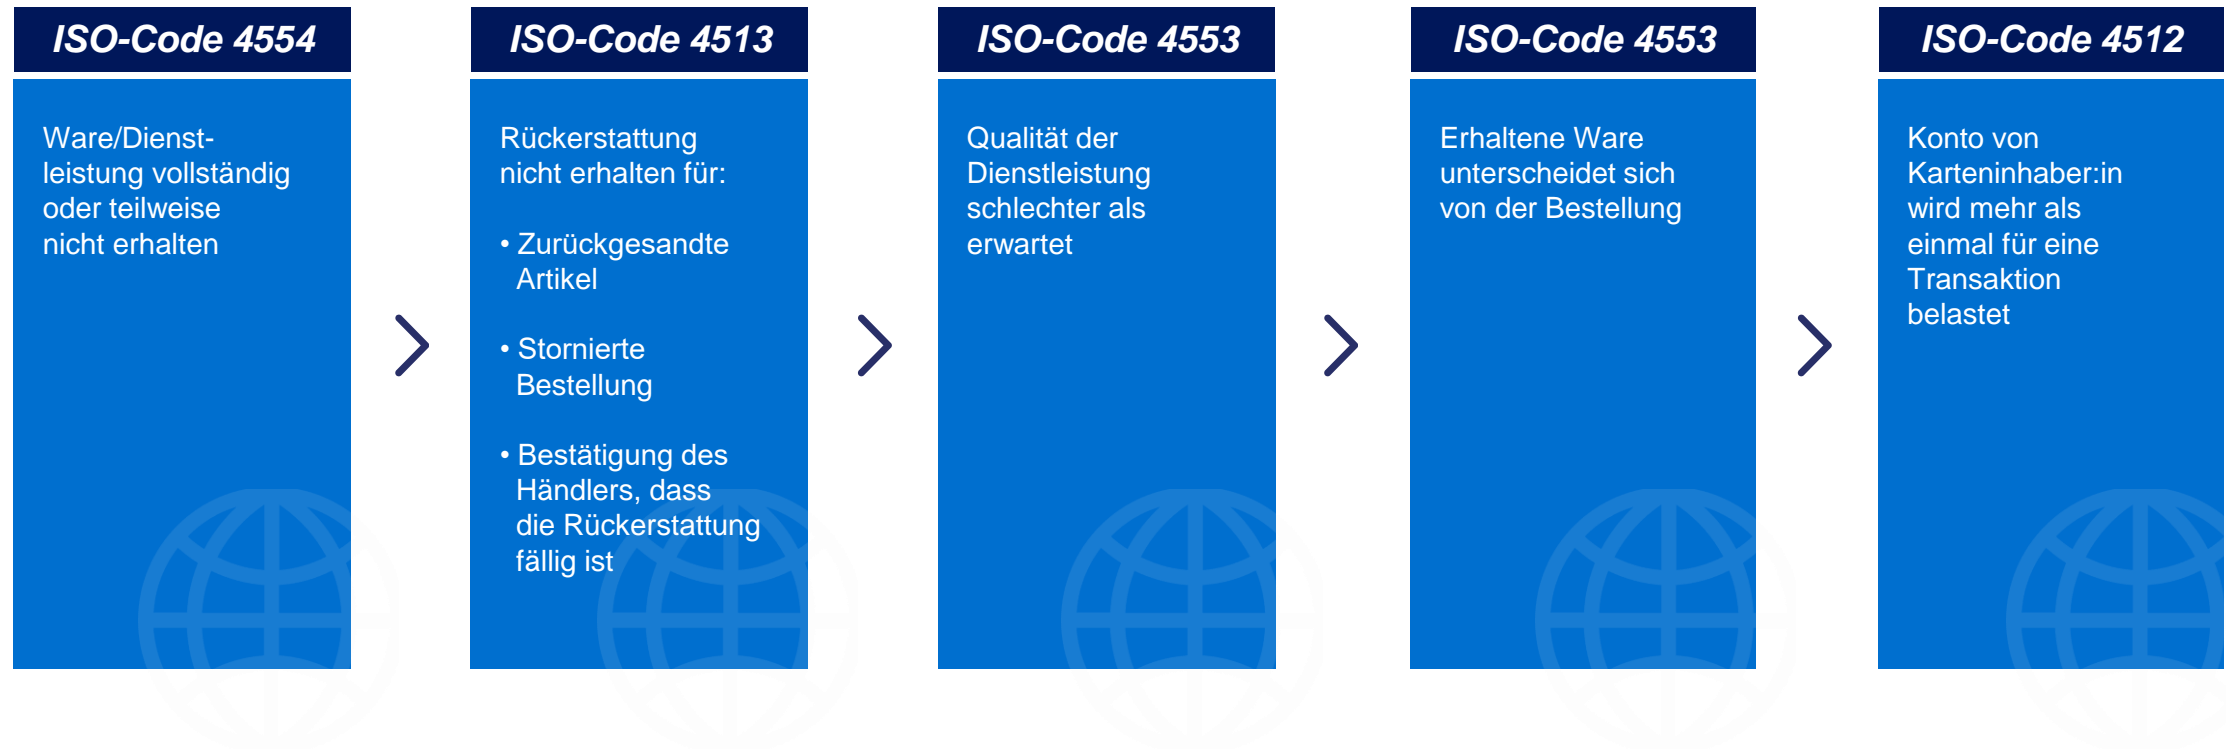 ISO-Code 4554
Ware/Dienst-
leistung vollständig
oder teilweise
nicht erhalten
ISO-Code 4513
Rückerstattung
nicht erhalten für:
• Zurückgesandte
Artikel
• Stornierte
Bestellung
• Bestätigung des
Händlers, dass
die Rückerstattung
fällig ist
ISO-Code 4553
Qualität der
Dienstleistung
schlechter als
erwartet
ISO-Code 4553
Erhaltene Ware
unterscheidet sich
von der Bestellung
ISO-Code 4512
Konto von
Karteninhaber:in
wird mehr als
einmal für eine
Transaktion
belastet